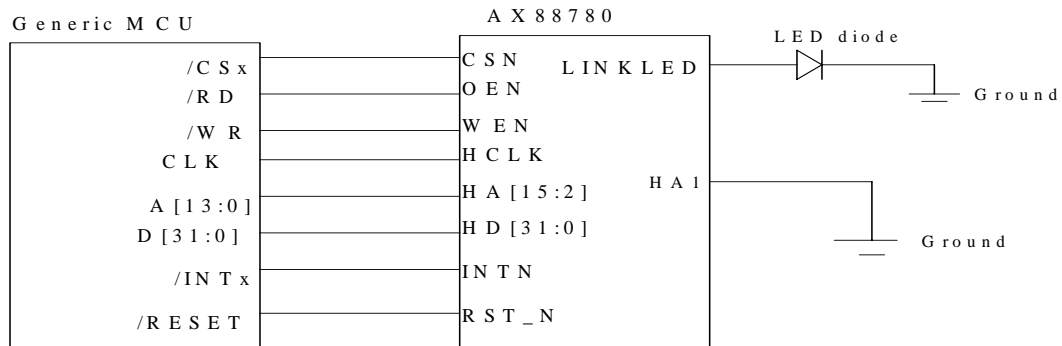 Generic MCU
AX88780
/CSx
/RD
/WR
CLK
A[13:0]
D[31:0]
/INTx
/RESET
CSN
OEN
WEN
HCLK
HA[15:2]
HD[31:0]
INTN
RST_N
LINKLED
HA1
LED diode
Ground
Ground